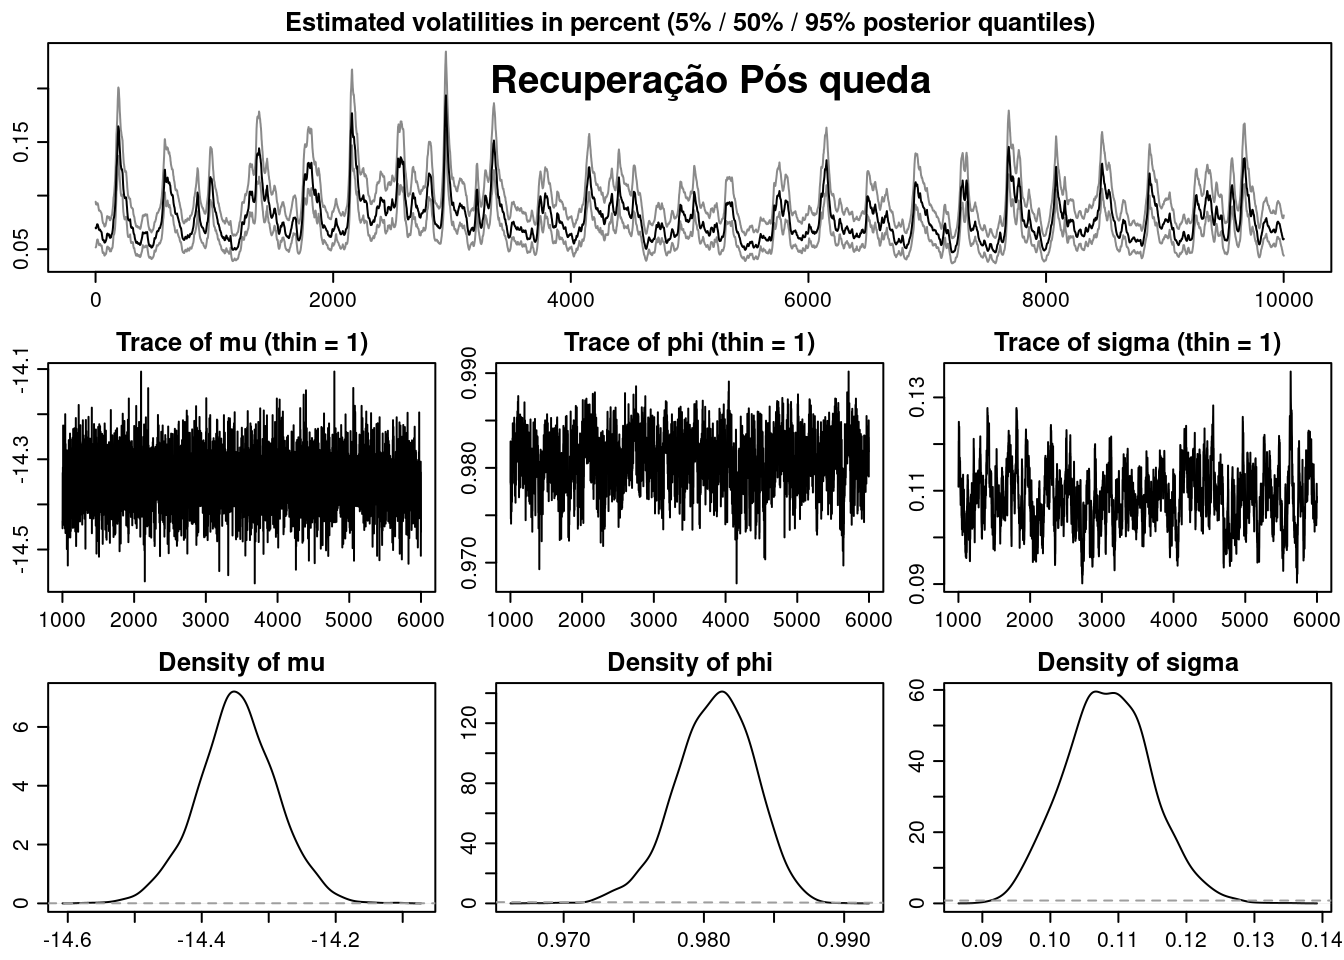 Estimated volatilities in percent (5% / 50% / 95% posterior quantiles)
Recuperação Pós queda
0.15
0.05
0 2000 4000 6000 8000 10000
Trace of mu (thin = 1) Trace of phi (thin = 1) Trace of sigma (thin = 1)
-14.1
-14.3
-14.5
1000 2000 3000 4000 5000 6000
0.990
0.980
0.970
1000 2000 3000 4000 5000 6000
0.13
0.11
0.09
1000 2000 3000 4000 5000 6000
Density of mu Density of phi Density of sigma
6
4
2
0
-14.6 -14.4 -14.2
120
80
40
0
0.970 0.980 0.990
60
40
20
0
0.09 0.10 0.11 0.12 0.13 0.14